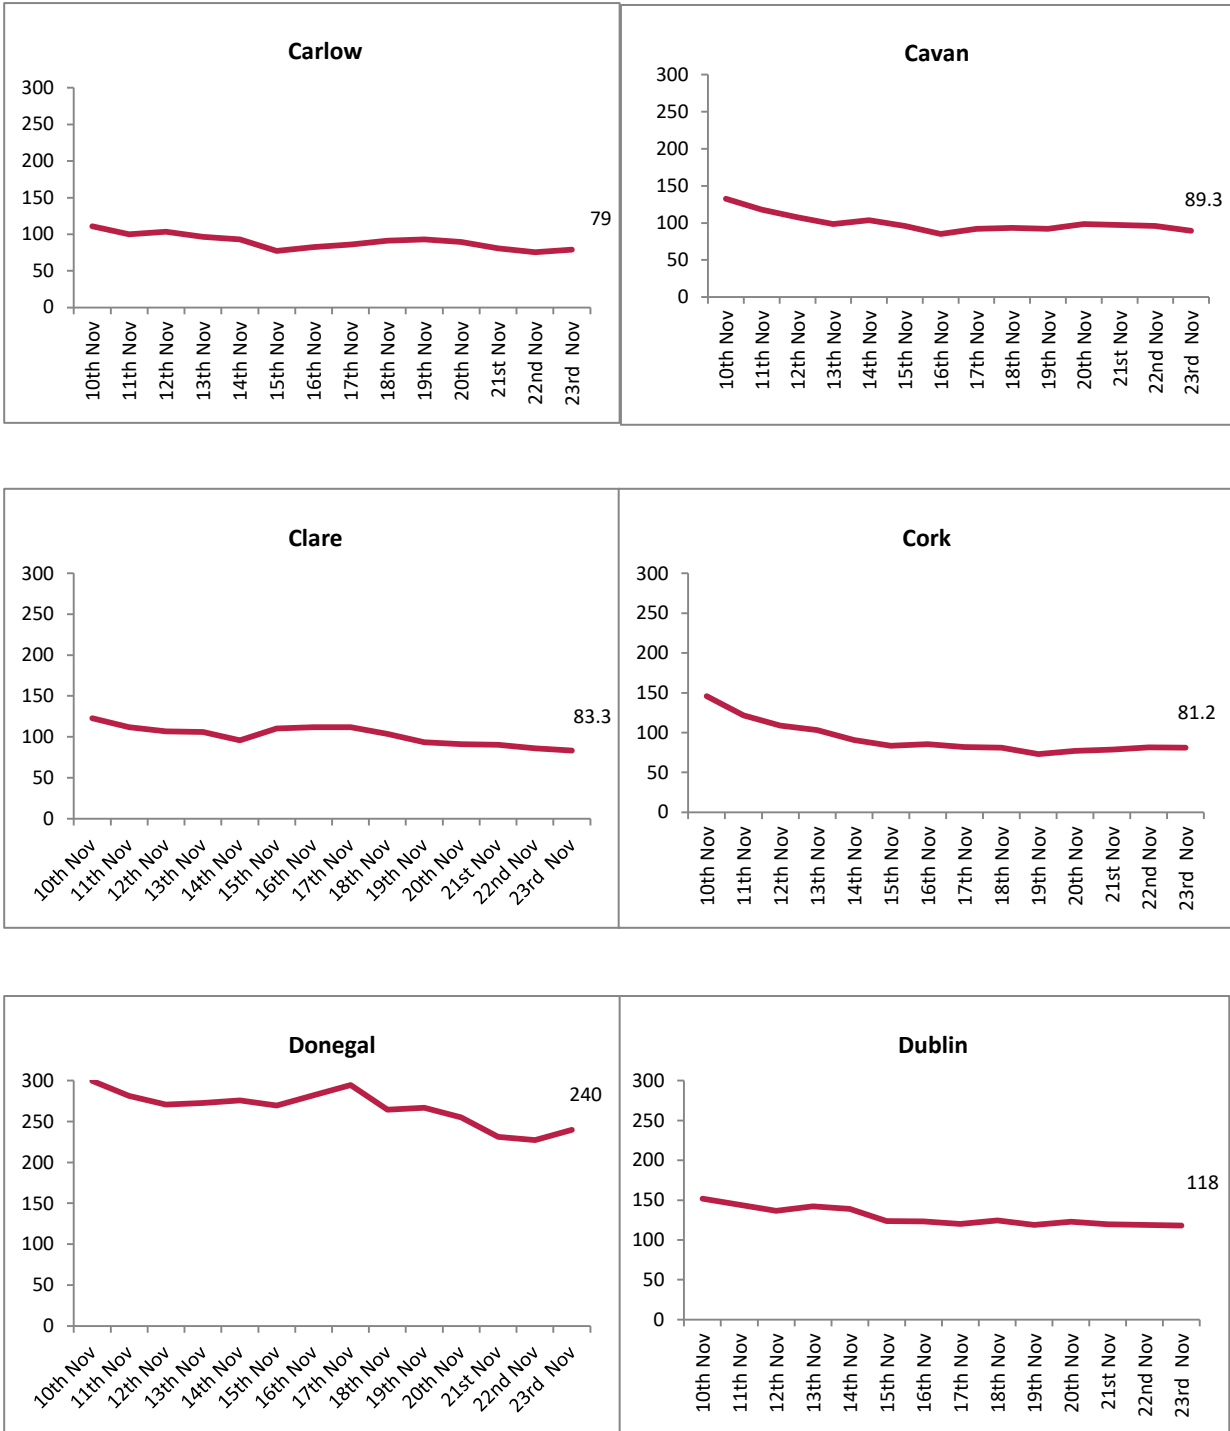 Carlow
300
250
200
150
100
50
0
79
10th Nov
11th Nov
12th Nov
13th Nov
14th Nov
15th Nov
16th Nov
17th Nov
18th Nov
19th Nov
20th Nov
21st Nov
22nd Nov
23rd  Nov
Cavan
300
250
200
150
100
50
0
89.3
10th Nov
11th Nov
12th Nov
13th Nov
14th Nov
15th Nov
16th Nov
17th Nov
18th Nov
19th Nov
20th Nov
21st Nov
22nd Nov
23rd  Nov
Clare
300
250
200
150
100
50
0
83.3
10th Nov
11th Nov
12th Nov
13th Nov
14th Nov
15th Nov
16th Nov
17th Nov
18th Nov
19th Nov
20th Nov
21st Nov
22nd Nov
23rd  Nov
Cork
300
250
200
150
100
50
0
81.2
10th Nov
11th Nov
12th Nov
13th Nov
14th Nov
15th Nov
16th Nov
17th Nov
18th Nov
19th Nov
20th Nov
21st Nov
22nd Nov
23rd  Nov
Donegal
300
250
200
150
100
50
0
240
10th Nov
11th Nov
12th Nov
13th Nov
14th Nov
15th Nov
16th Nov
17th Nov
18th Nov
19th Nov
20th Nov
21st Nov
22nd Nov
23rd  Nov
Dublin
300
250
200
150
100
50
0
118
10th Nov
11th Nov
12th Nov
13th Nov
14th Nov
15th Nov
16th Nov
17th Nov
18th Nov
19th Nov
20th Nov
21st Nov
22nd Nov
23rd  Nov